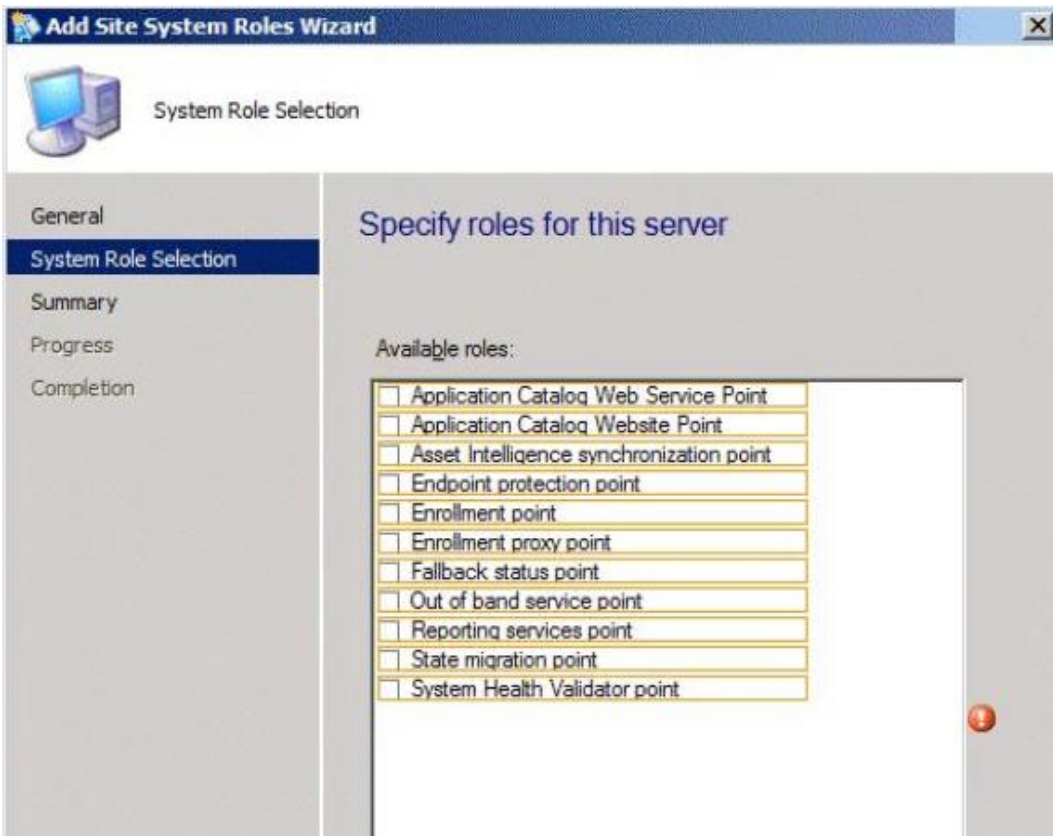 Add Site System Roles Wizard
System Role Selection
General
System Role Selection
Summary
Progress
Completion
Specify roles for this server
Available roles:
Application Catalog Web Service Point
Application Catalog Website Point
Asset Intelligence synchronization point
Endpoint protection point
Enrollment point
Enrollment proxy point
Fallback status point
Out of band service point
Reporting services point
State migration point
System Health Validator point